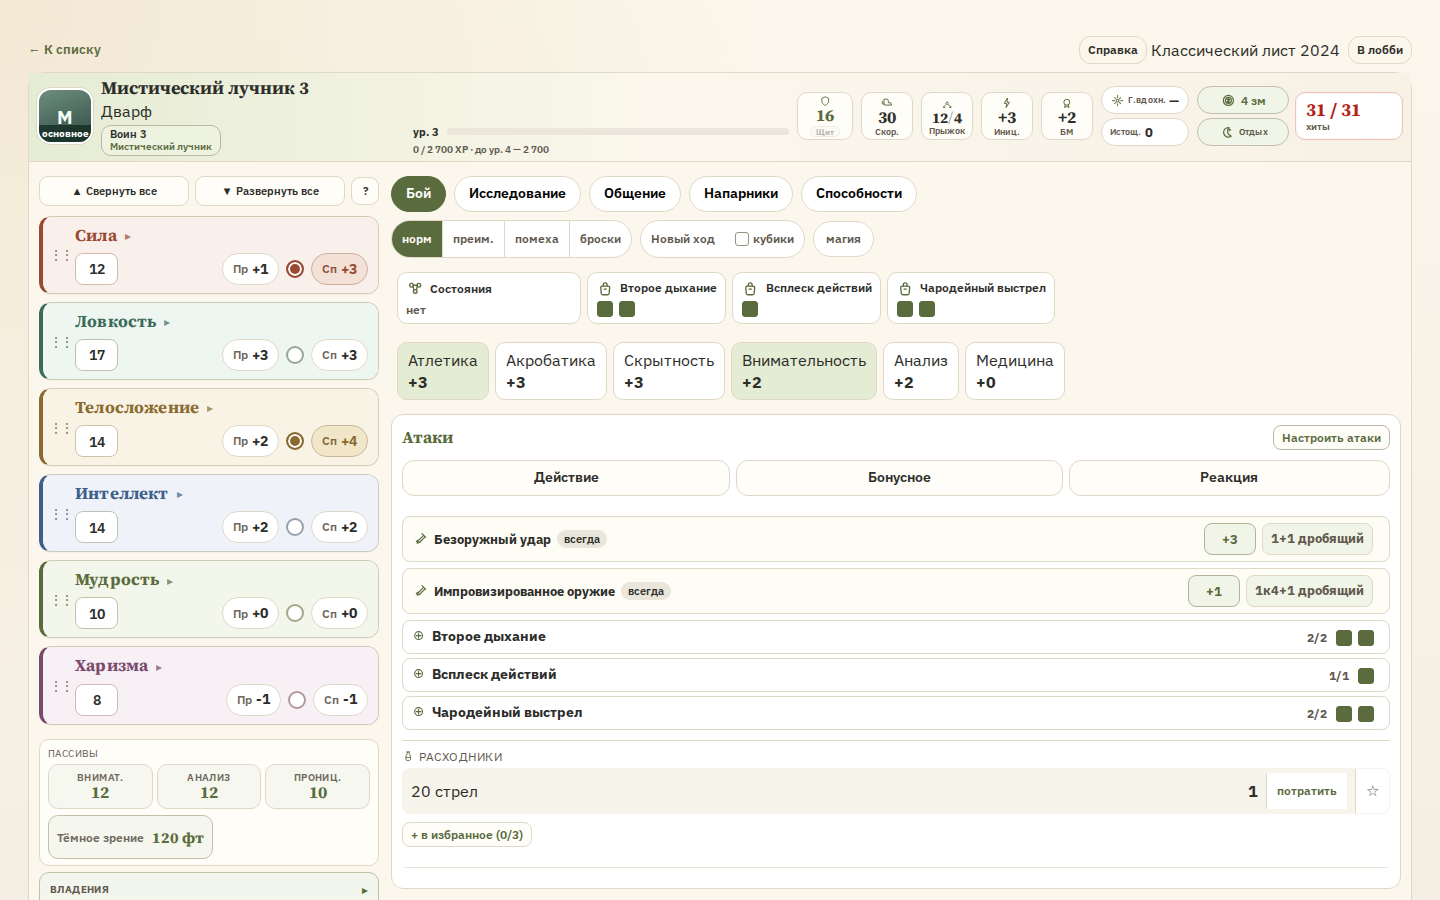 ← К списку
Справка Классический лист 2024 В лобби
М
основное
Мистический лучник 3
Дварф
Воин 3
Мистический лучник
ур. 3
0 / 2 700 XP · до ур. 4 — 2 700
16
Щит
30
Скор.
12/4
Прыжок
+3
Иниц.
+2
БМ
Г.вдохн. —
Истощ. 0
4 зм
Отдых
31 / 31
хиты
▲ Свернуть все
▼ Развернуть все
?
Сила ▸
12 Пр +1 Сп +3
Ловкость ▸
17 Пр +3 Сп +3
Телосложение ▸
14 Пр +2 Сп +4
Интеллект ▸
14 Пр +2 Сп +2
Мудрость ▸
10 Пр +0 Сп +0
Харизма ▸
8 Пр -1 Сп -1
ПАССИВЫ
ВНИМАТ.
12
АНАЛИЗ
12
ПРОНИЦ.
10
Тёмное зрение 120 фт
ВЛАДЕНИЯ ▸
Бой Исследование Общение Напарники Способности
норм преим. помеха броски Новый ход кубики магия
Состояния
нет
Второе дыхание
Всплеск действий
Чародейный выстрел
Атлетика
+3
Акробатика
+3
Скрытность
+3
Внимательность
+2
Анализ
+2
Медицина
+0
Атаки
Настроить атаки
Действие Бонусное Реакция
Безоружный удар всегда +3 1+1 дробящий
Импровизированное оружие всегда +1 1к4+1 дробящий
Второе дыхание 2/2
Всплеск действий 1/1
Чародейный выстрел 2/2
РАСХОДНИКИ
20 стрел 1 потратить ☆
+ в избранное (0/3)